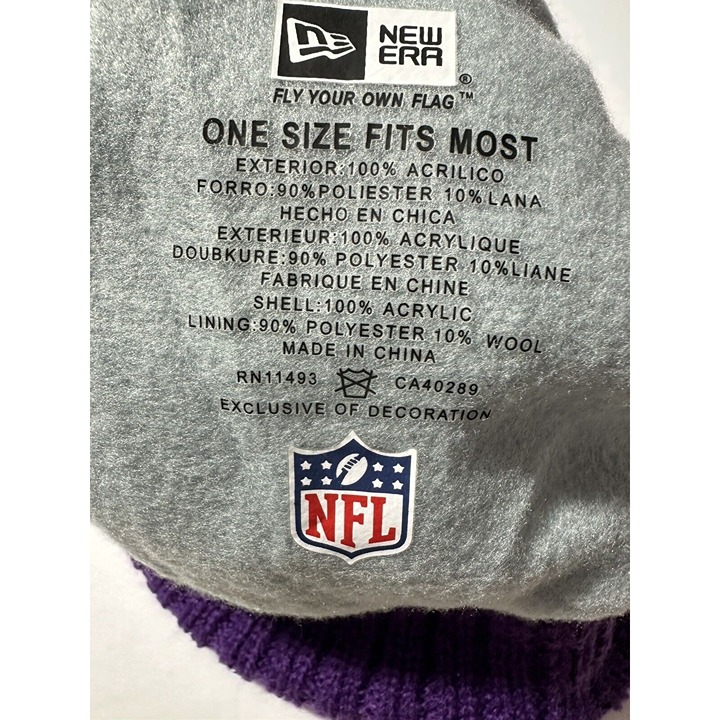 NE NEW
ERA®
FLY YOUR OWN FLAG™
ONE SIZE FITS MOST
EXTERIOR:100% ACRILICO
FORRO:90%POLIESTER 10%LANA
HECHO EN CHICA
EXTERIEUR:100% ACRYLIQUE
DOUBKURE:90% POLYESTER 10%LIANE
FABRIQUE EN CHINE
SHELL:100% ACRYLIC
LINING:90% POLYESTER 10% WOOL
MADE IN CHINA
RN11493 CA40289
EXCLUSIVE OF DECORATION
NFL